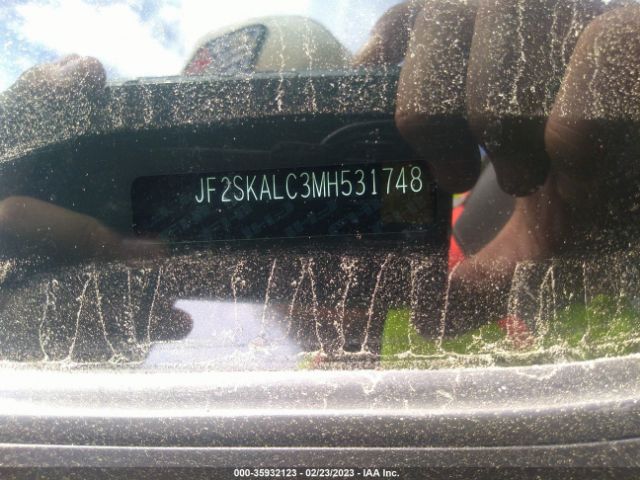 JF2SKALC3MH531748
000-35932123 - 02/23/2023 - IAA Inc.